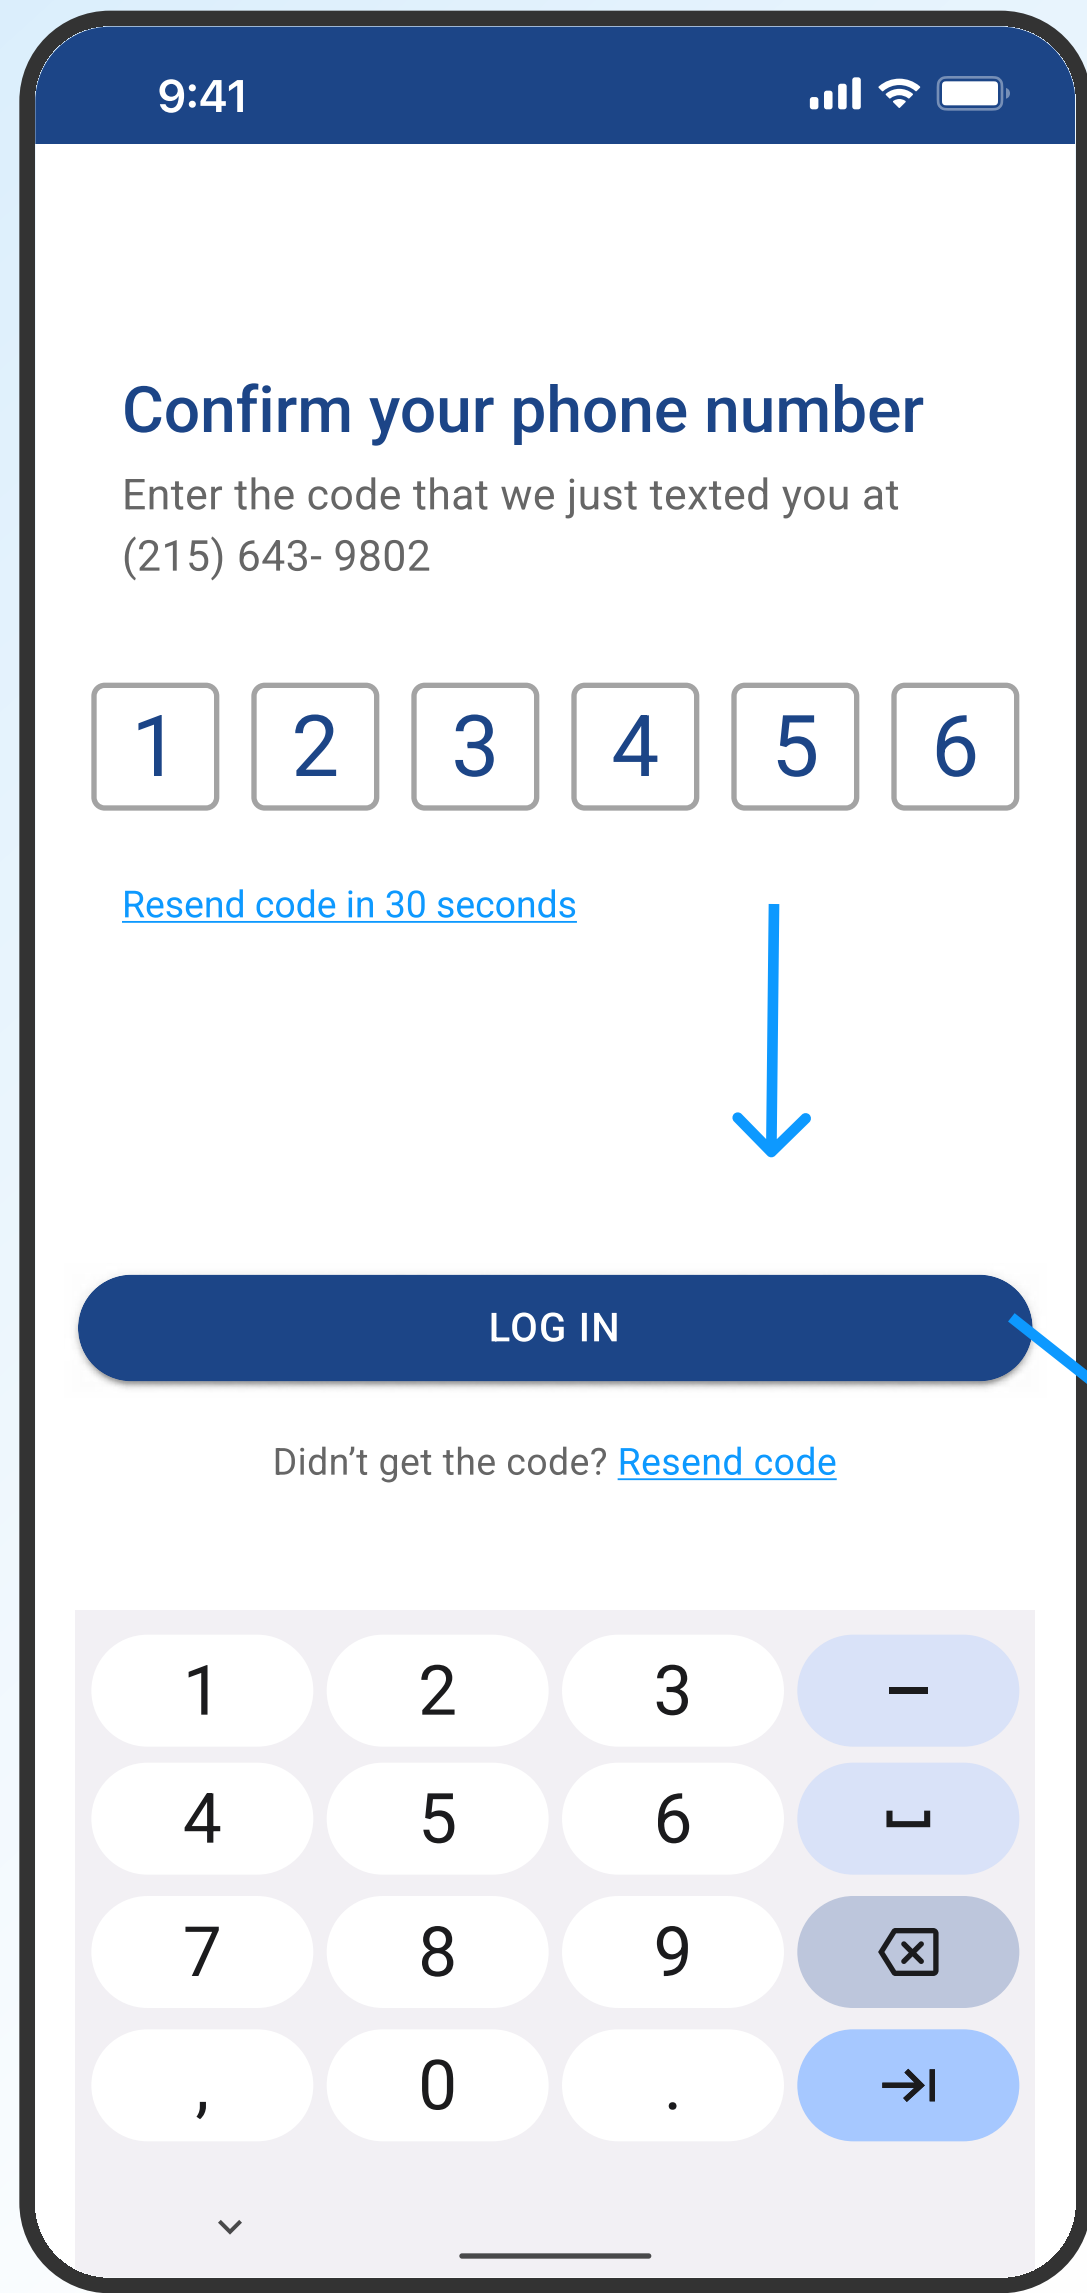 9:41
Confirm your phone number
Enter the code that we just texted you at
(215) 643- 9802
1 2 3 4 5 6
Resend code in 30 seconds
LOG IN
Didn’t get the code? Resend code
1 2 3 –
4 5 6
7 8 9
, 0 .